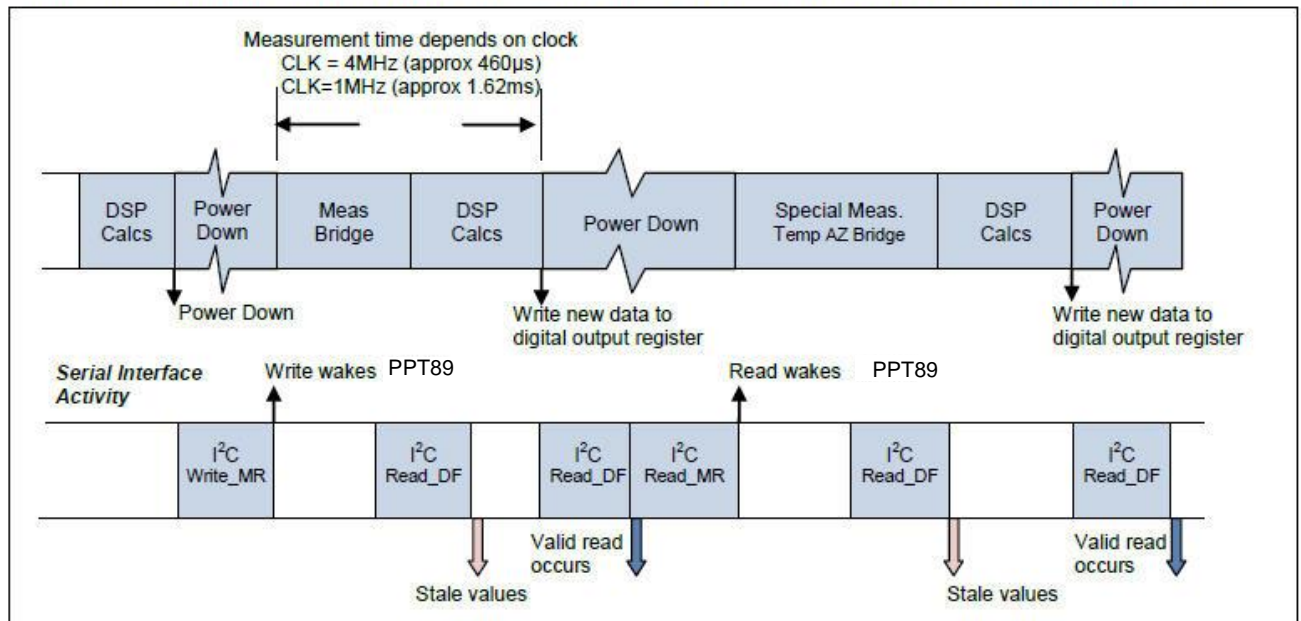 Measurement time depends on clock
CLK = 4MHz (approx 460µs)
CLK=1MHz (approx 1.62ms)
DSP
Calcs
Power
Down
Meas
Bridge
DSP
Calcs
Power Down
Special Meas.
Temp AZ Bridge
DSP
Calcs
Power
Down
Power Down
Write new data to
digital output register
Write new data to
digital output register
Serial Interface
Activity
Write wakes PPT89
Read wakes PPT89
I²C
Write_MR
I²C
Read_DF
I²C
Read_DF
I²C
Read_MR
I²C
Read_DF
I²C
Read_DF
Stale values
Valid read
occurs
Stale values
Valid read
occurs